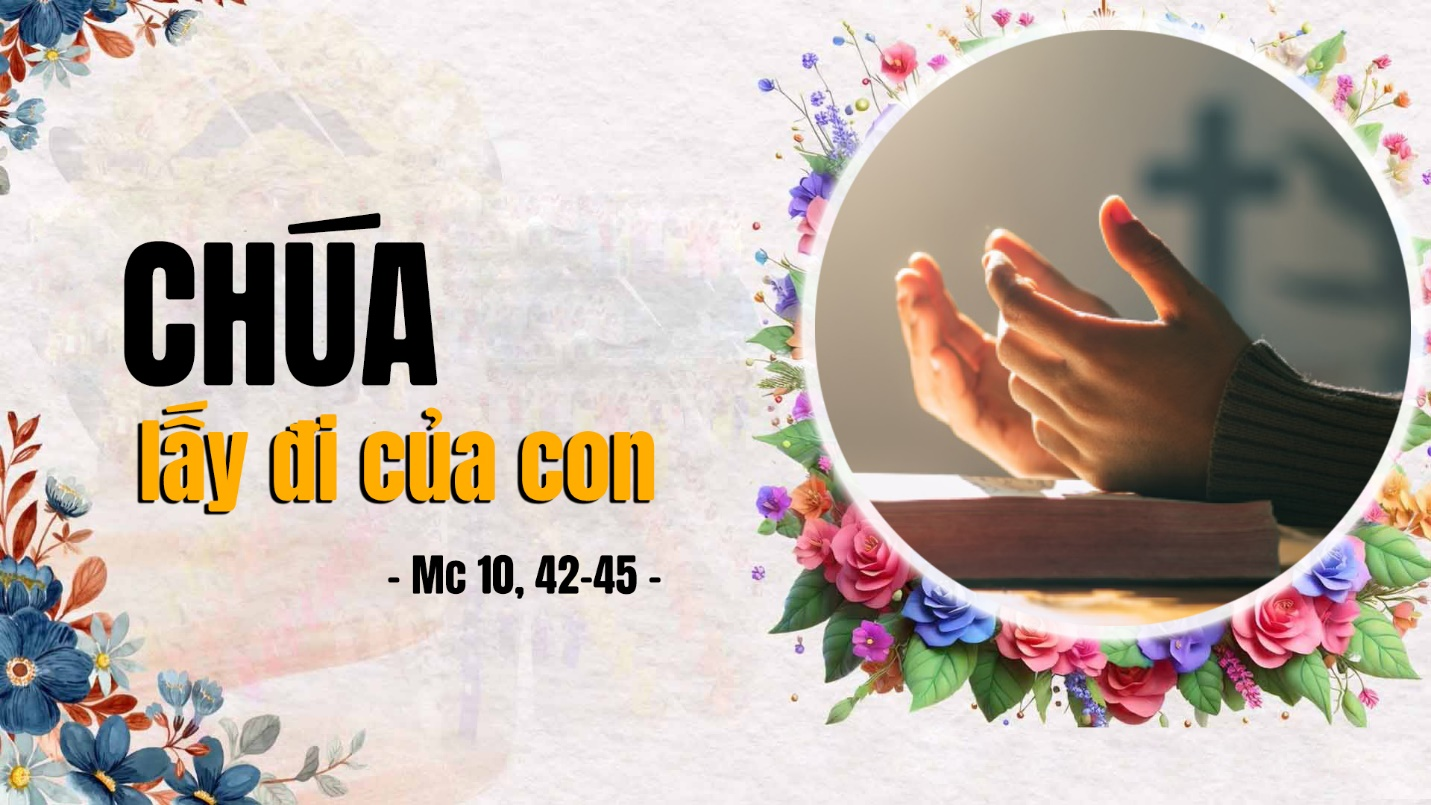 CHÚA
lấy đi của con
- Mc 10, 42-45 -